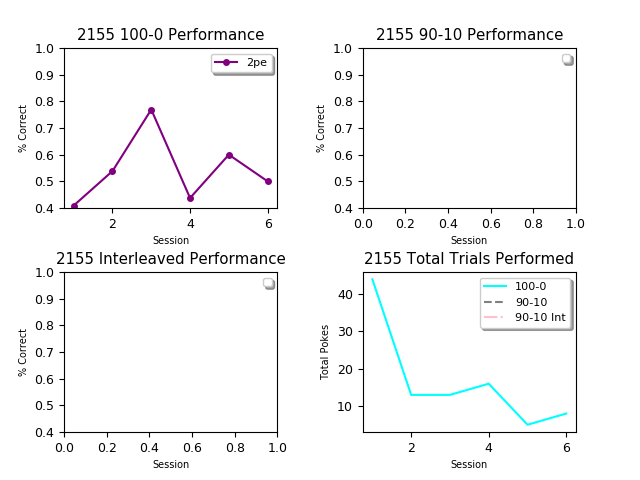 2155 100-0 Performance
1.0
0.9
0.8
0.7
0.6
0.5
0.4
% Correct
2pe
2 4 6
Session
2155 90-10 Performance
1.0
0.9
0.8
0.7
0.6
0.5
0.4
% Correct
0.0 0.2 0.4 0.6 0.8 1.0
Session
2155 Interleaved Performance
1.0
0.9
0.8
0.7
0.6
0.5
0.4
% Correct
0.0 0.2 0.4 0.6 0.8 1.0
Session
2155 Total Trials Performed
40
30
20
10
Total Pokes
100-0
90-10
90-10 Int
2 4 6
Session